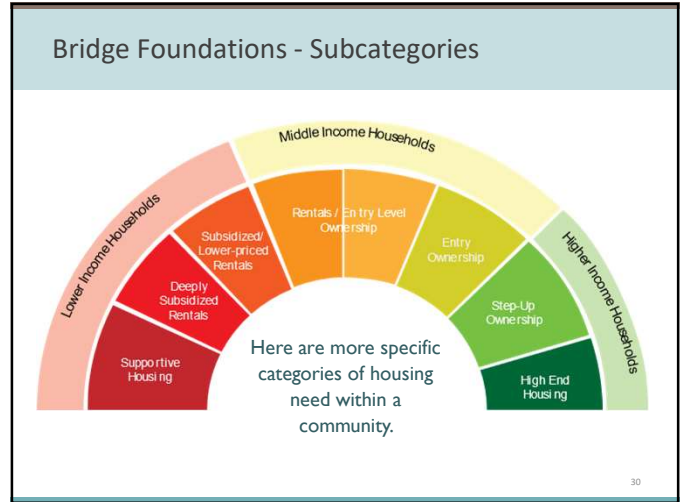 Bridge Foundations - Subcategories
Lower Income Households
Middle Income Households
Higher Income Households
Supportive
Housing
Deeply
Subsidized
Rentals
Subsidized/
Lower-priced
Rentals
Rentals / Entry Level
Ownership
Entry
Ownership
Step-Up
Ownership
High End
Housing
Here are more specific
categories of housing
need within a
community.
30